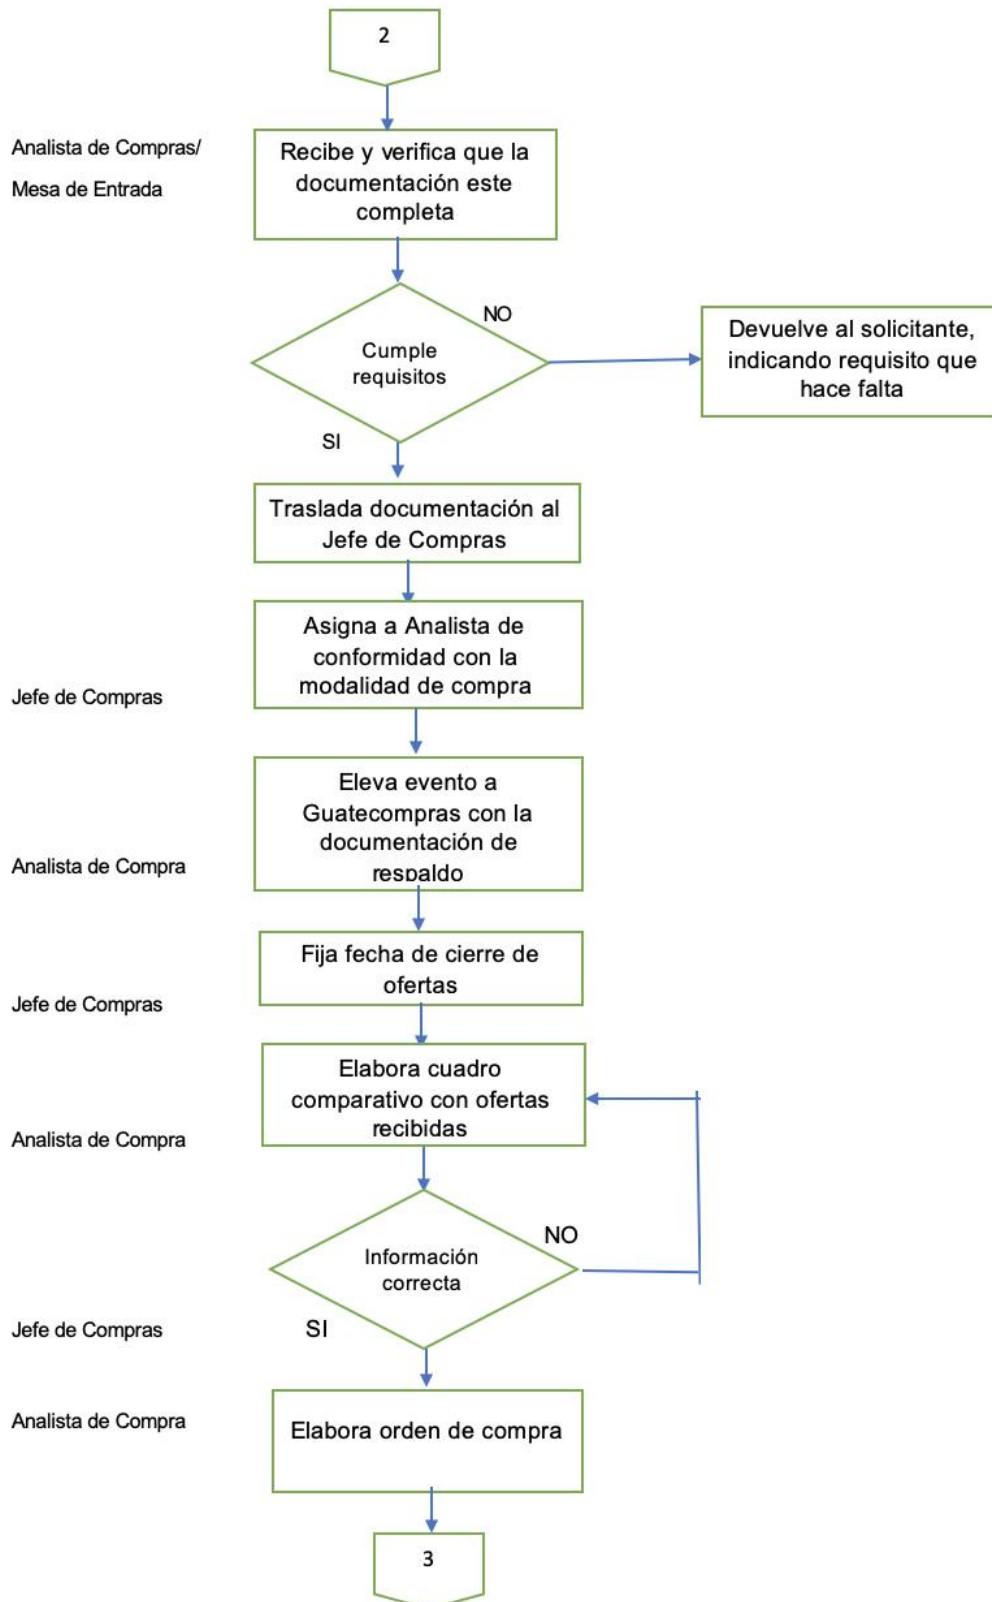 2
Analista de Compras/
Mesa de Entrada
Recibe y verifica que la
documentación este
completa
NO
Cumple
requisitos
Devuelve al solicitante,
indicando requisito que
hace falta
SI
Traslada documentación al
Jefe de Compras
Asigna a Analista de
conformidad con la
modalidad de compra
Jefe de Compras
Eleva evento a
Guatecompras con la
documentación de
respaldo
Analista de Compra
Fija fecha de cierre de
ofertas
Jefe de Compras
Elabora cuadro
comparativo con ofertas
recibidas
Analista de Compra
NO
Información
correcta
SI
Jefe de Compras
Analista de Compra
Elabora orden de compra
3